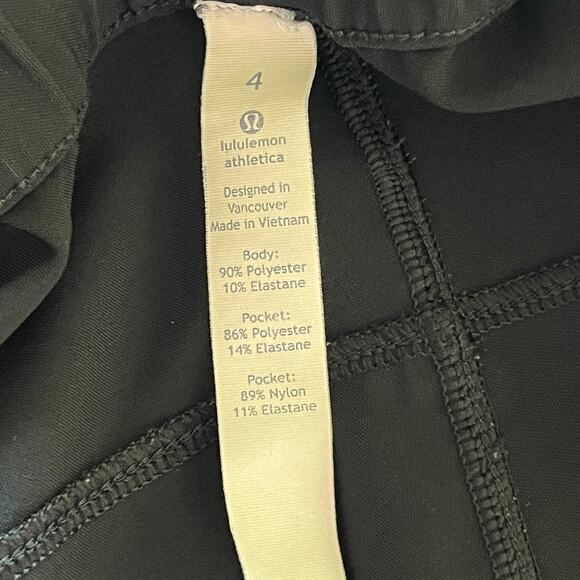 4
lululemon
athletica
Designed in
Vancouver
Made in Vietnam
Body:
90% Polyester
10% Elastane
Pocket:
86% Polyester
14% Elastane
Pocket:
89% Nylon
11% Elastane